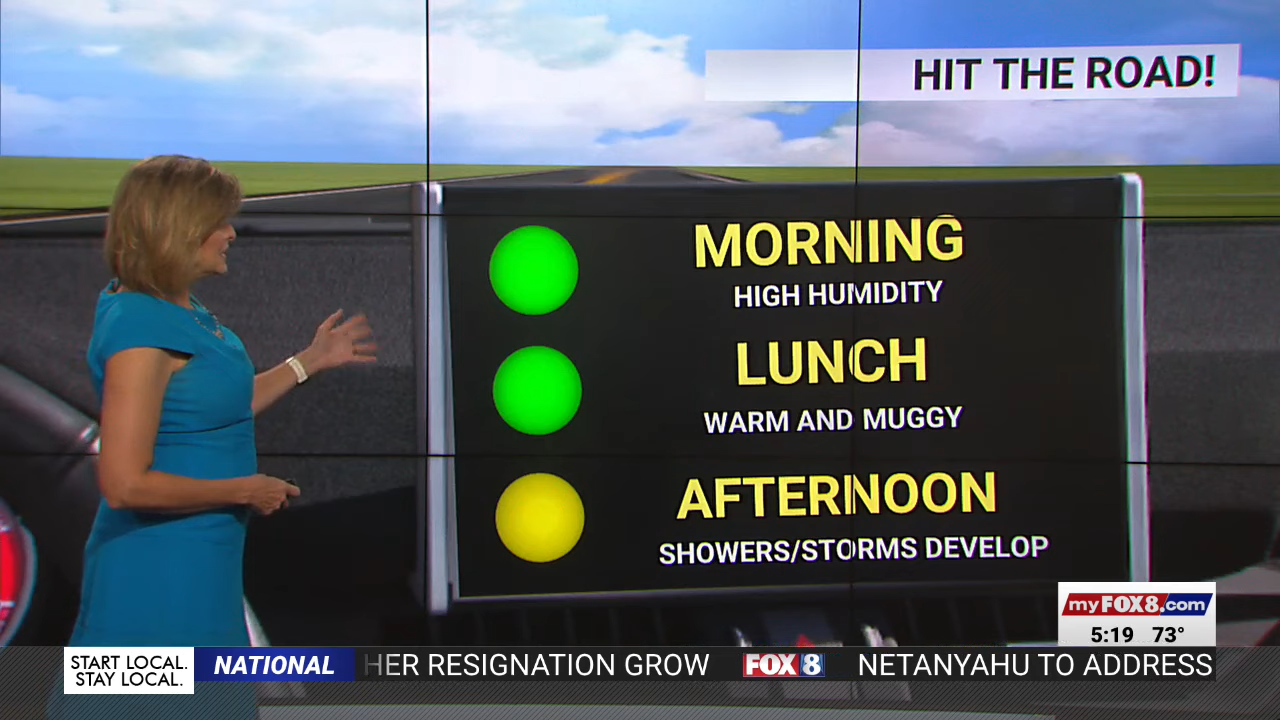 HIT THE ROAD!
MORNING
HIGH HUMIDITY
LUNCH
WARM AND MUGGY
AFTERNOON
SHOWERS/STORMS DEVELOP
myFOX8.com
5:19 73°
START LOCAL.
STAY LOCAL.
NATIONAL
HER RESIGNATION GROW FOX 8 NETANYAHU TO ADDRESS